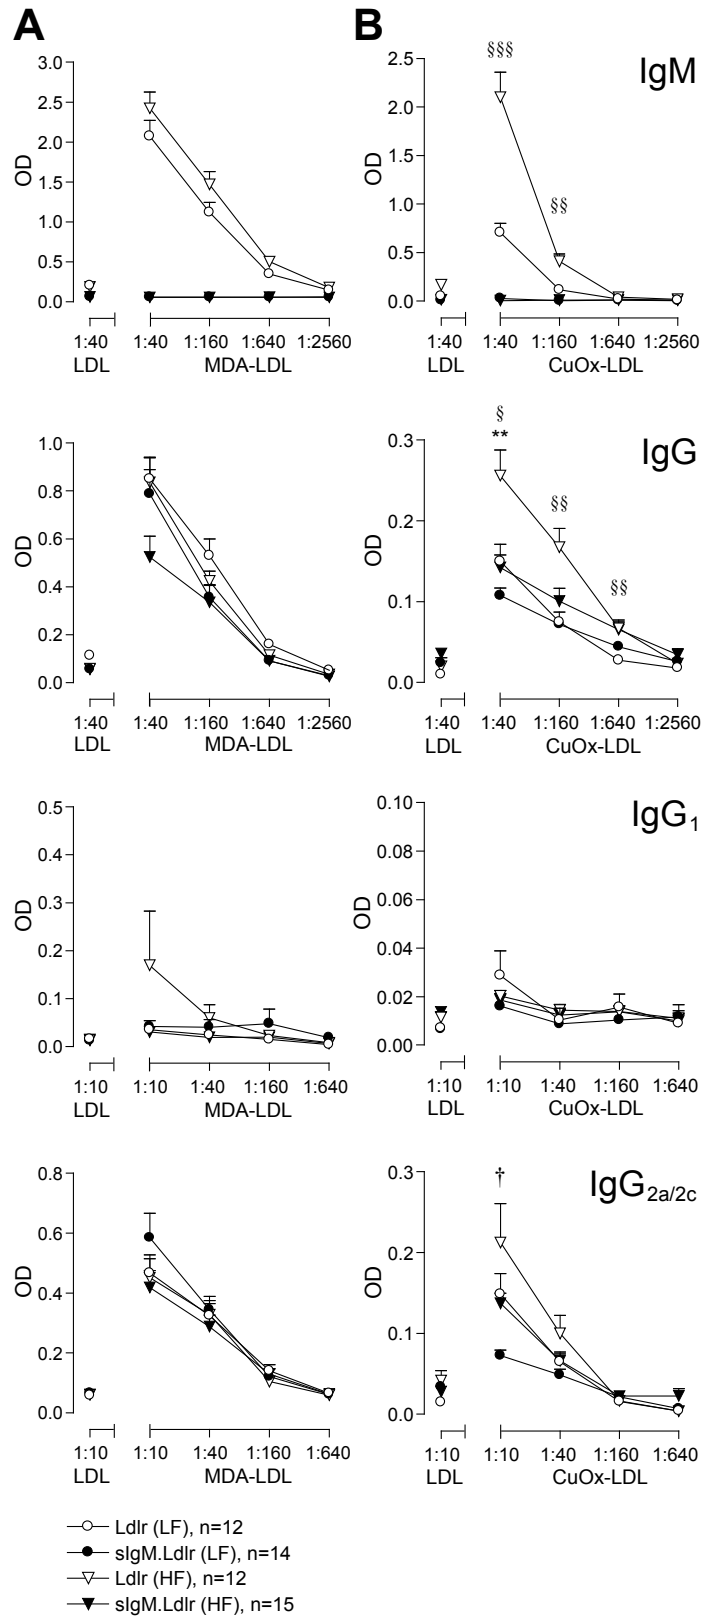 A
B
IgM
3.0
2.5
2.0
1.5
1.0
0.5
0.0
OD
1:40
LDL
1:40 1:160 1:640 1:2560
MDA-LDL
2.5
2.0
1.5
1.0
0.5
0.0
OD
§§§
§§
1:40
LDL
1:40 1:160 1:640 1:2560
CuOx-LDL
IgG
1.0
0.8
0.6
0.4
0.2
0.0
OD
1:40
LDL
1:40 1:160 1:640 1:2560
MDA-LDL
0.3
0.2
0.1
0.0
OD
§
**
§§
§§
1:40
LDL
1:40 1:160 1:640 1:2560
CuOx-LDL
IgG1
0.5
0.4
0.3
0.2
0.1
0.0
OD
1:10
LDL
1:10 1:40 1:160 1:640
MDA-LDL
0.10
0.08
0.06
0.04
0.02
0.00
OD
1:10
LDL
1:10 1:40 1:160 1:640
CuOx-LDL
IgG2a/2c
0.8
0.6
0.4
0.2
0.0
OD
1:10
LDL
1:10 1:40 1:160 1:640
MDA-LDL
0.3
0.2
0.1
0.0
OD
†
1:10
LDL
1:10 1:40 1:160 1:640
CuOx-LDL
Ldlr (LF), n=12
sIgM.Ldlr (LF), n=14
Ldlr (HF), n=12
sIgM.Ldlr (HF), n=15